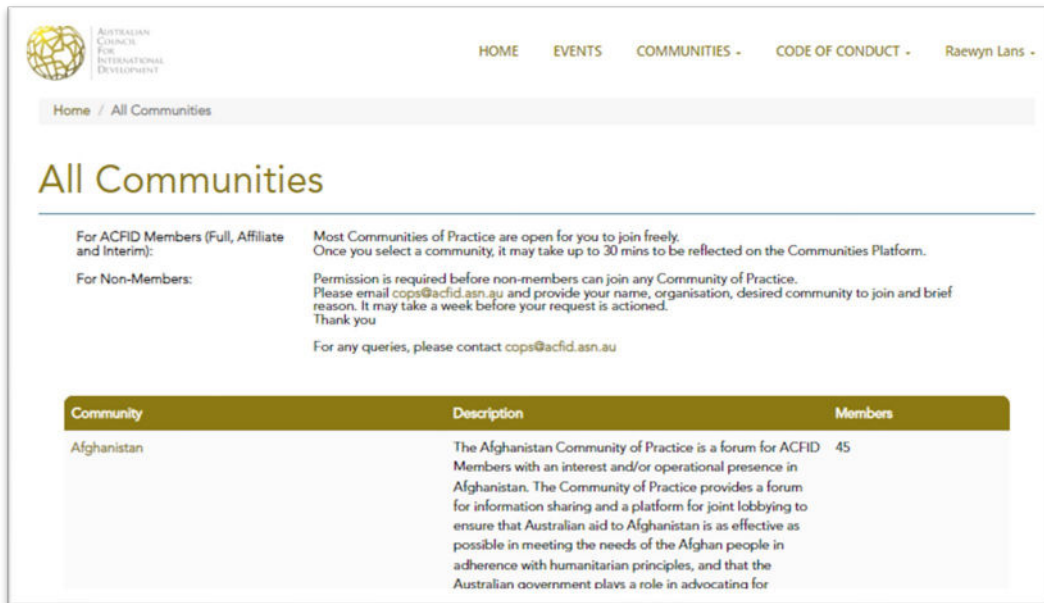 AUSTRALIAN
COUNCIL
FOR
INTERNATIONAL
DEVELOPMENT
HOME EVENTS COMMUNITIES CODE OF CONDUCT Raewyn Lans
Home / All Communities
All Communities
For ACFID Members (Full, Affiliate and Interim):
Most Communities of Practice are open for you to join freely.
Once you select a community, it may take up to 30 mins to be reflected on the Communities Platform.
For Non-Members:
Permission is required before non-members can join any Community of Practice.
Please email cops@acfid.asn.au and provide your name, organisation, desired community to join and brief
reason. It may take a week before your request is actioned.
Thank you
For any queries, please contact cops@acfid.asn.au
Community Description Members
Afghanistan The Afghanistan Community of Practice is a forum for ACFID 45
Members with an interest and/or operational presence in
Afghanistan. The Community of Practice provides a forum
for information sharing and a platform for joint lobbying to
ensure that Australian aid to Afghanistan is as effective as
possible in meeting the needs of the Afghan people in
adherence with humanitarian principles, and that the
Australian government plays a role in advocating for